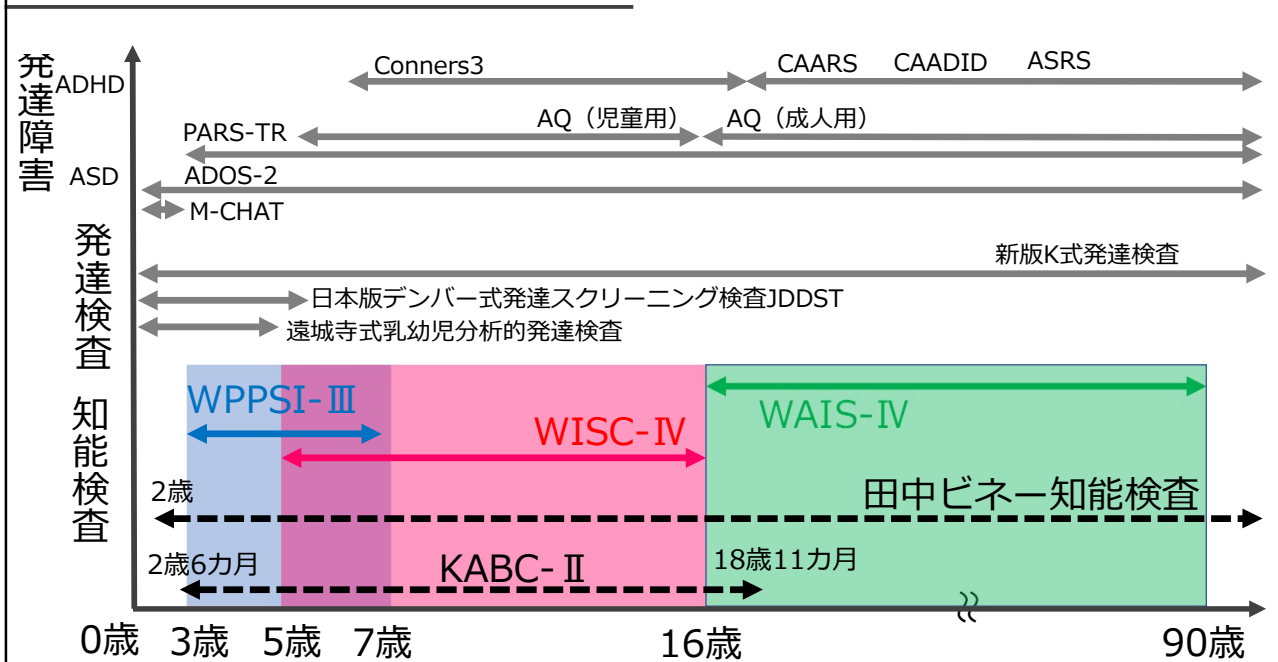 発達障害
ADHD
Conners3
CAARS CAADID ASRS
AQ（児童用）
AQ（成人用）
PARS-TR
ASD
ADOS-2
M-CHAT
発達検査
新版K式発達検査
日本版デンバー式発達スクリーニング検査JDDST
遠城寺式乳幼児分析的発達検査
知能検査
WPPSI-Ⅲ
WISC-Ⅳ
WAIS-Ⅳ
2歳
田中ビネー知能検査
2歳6カ月
KABC-Ⅱ
18歳11カ月
0歳 3歳 5歳 7歳 16歳 90歳